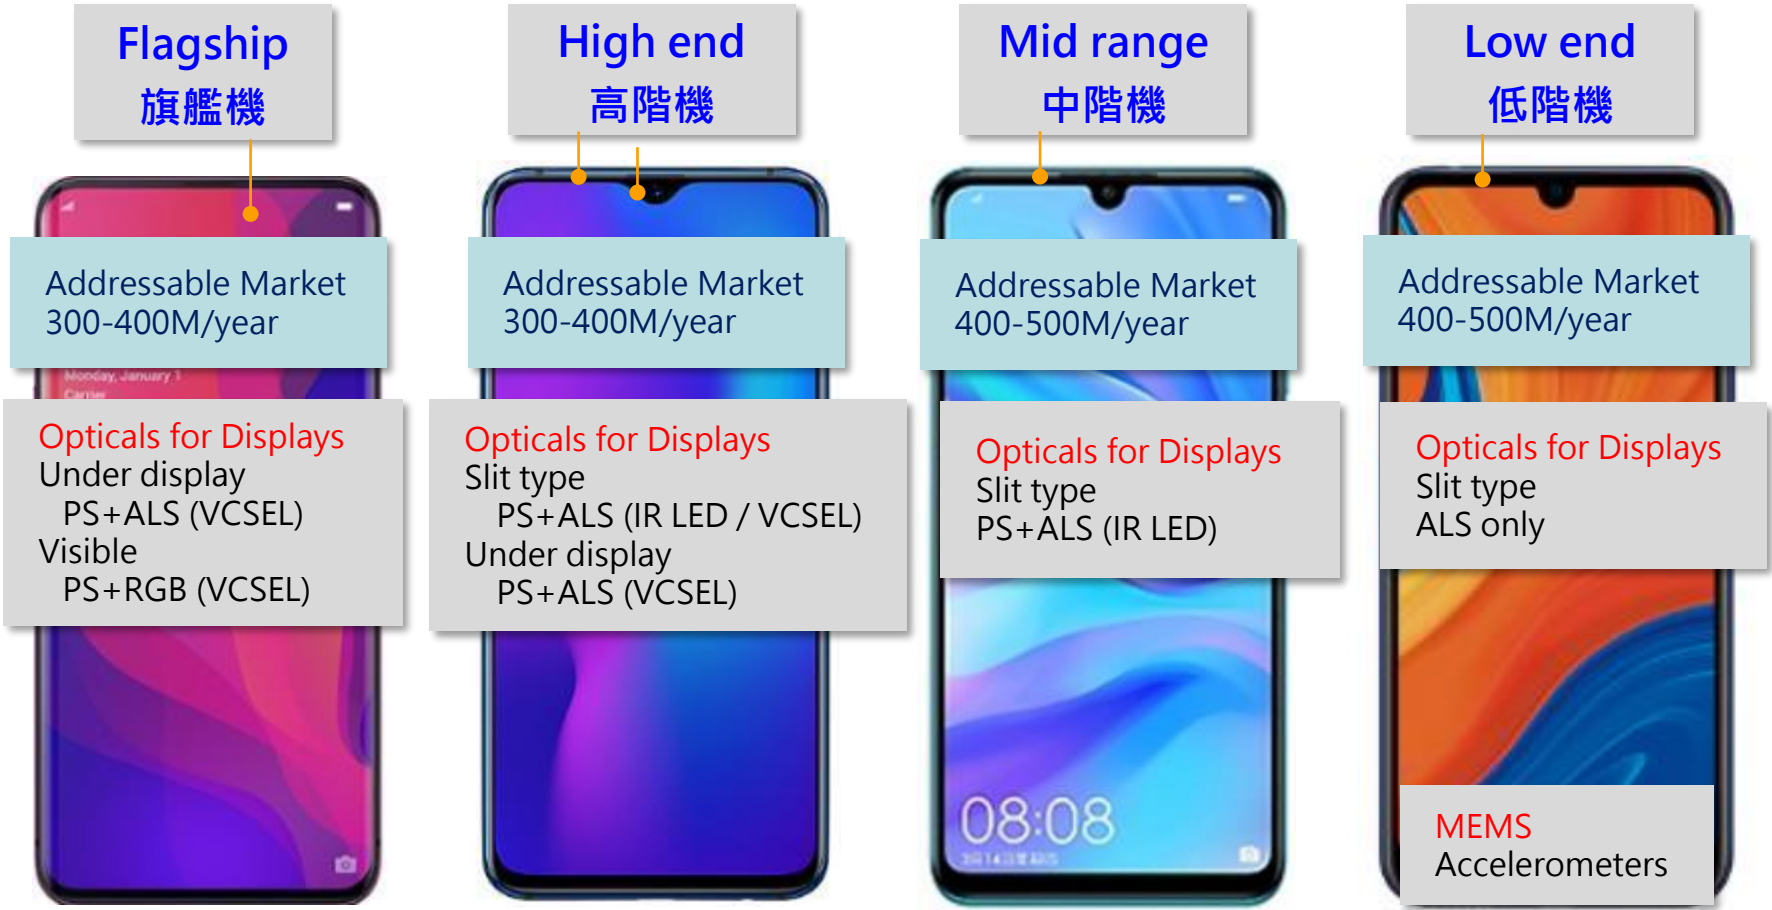 Flagship
旗艦機
High end
高階機
Mid range
中階機
Low end
低階機
Addressable Market
300-400M/year
Addressable Market
300-400M/year
Addressable Market
400-500M/year
Addressable Market
400-500M/year
Monday, January 1
Carrier
Opticals for Displays
Under display
PS+ALS (VCSEL)
Visible
PS+RGB (VCSEL)
Opticals for Displays
Slit type
PS+ALS (IR LED / VCSEL)
Under display
PS+ALS (VCSEL)
Opticals for Displays
Slit type
PS+ALS (IR LED)
Opticals for Displays
Slit type
ALS only
08:08
MEMS
Accelerometers